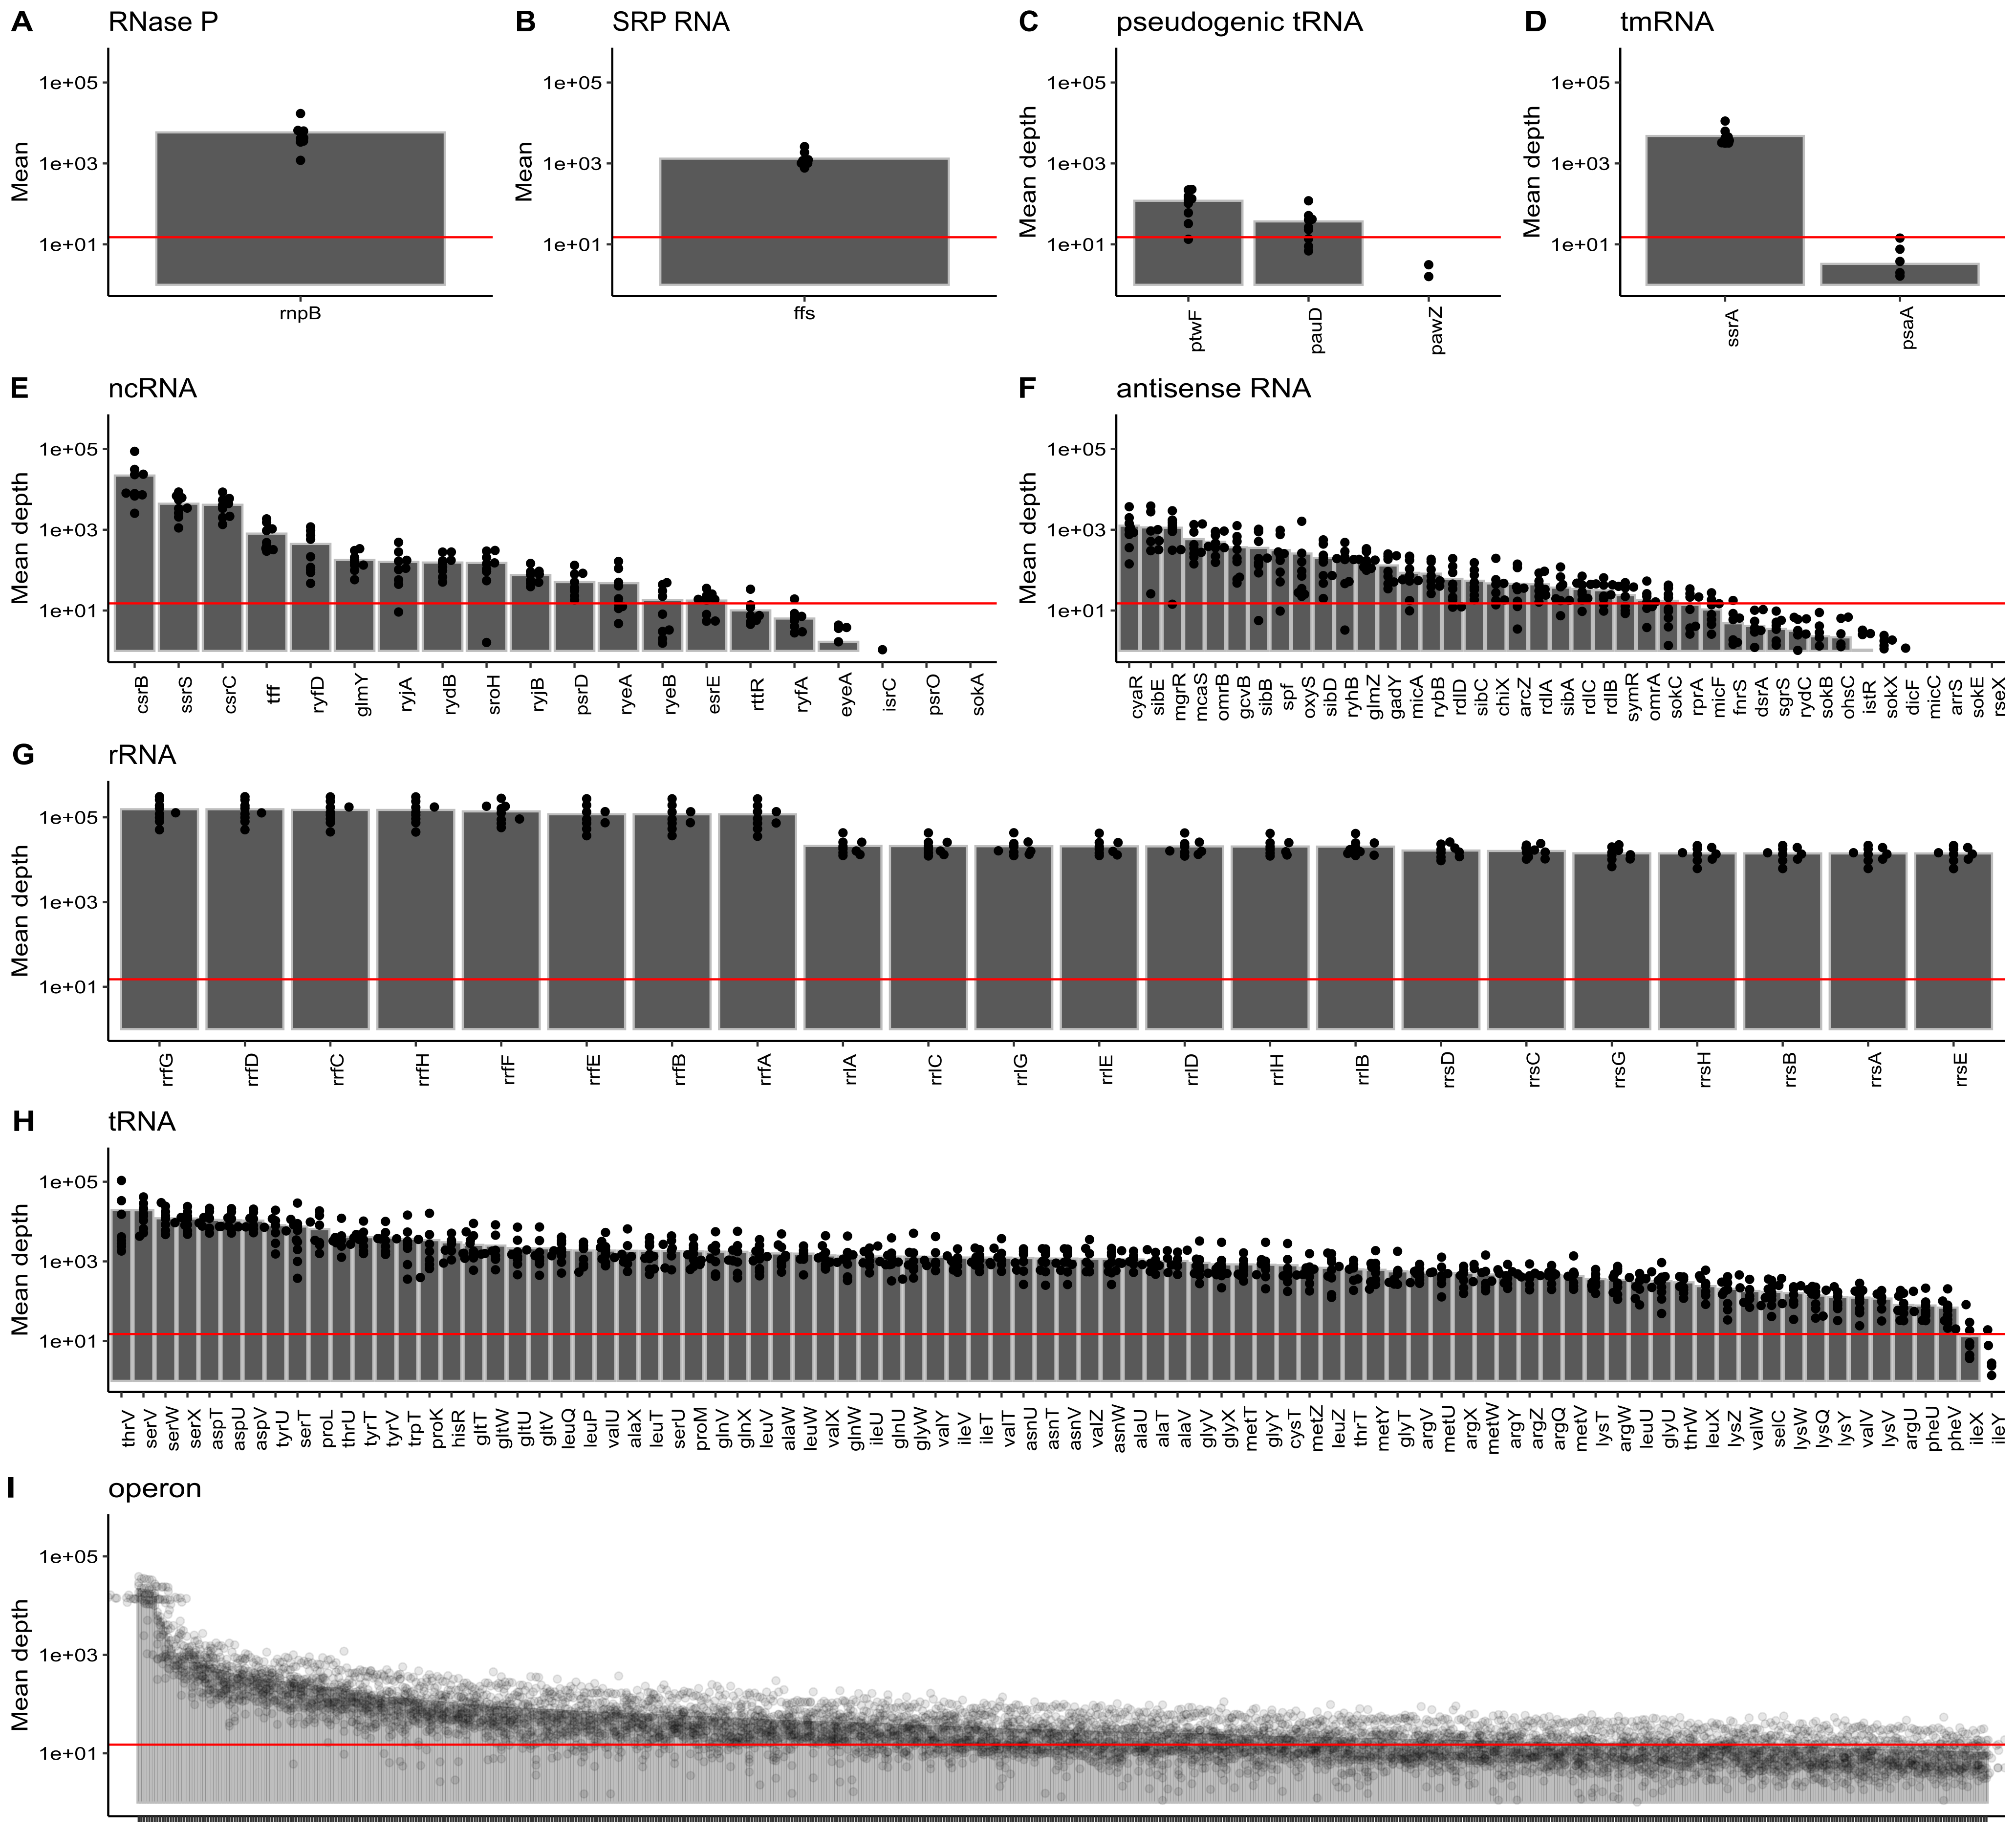 A RNase P
Mean
1e+05
1e+03
1e+01
rnpB
B SRP RNA
Mean
1e+05
1e+03
1e+01
ffs
C pseudogenic tRNA
Mean depth
1e+05
1e+03
1e+01
ptwF pauD pawZ
D tmRNA
Mean depth
1e+05
1e+03
1e+01
ssrA psaA
E ncRNA
Mean depth
1e+05
1e+03
1e+01
csrB ssrS csrC tff ryfD glmY ryjA rydB sroH ryjB psrD ryeA ryeB esrE rttR ryfA eyeA isrC psrO sokA
F antisense RNA
Mean depth
1e+05
1e+03
1e+01
cyaR sibE mgrR mcaS omrB gcvB sibB spf oxyS sibD ryhB glmZ gadY micA rybB rdlD sibC chiX arcZ rdlA sibA rdlC rdlB symR omrA sokC rprA micF fnrS dsrA sgrS rydC sokB ohsC istR sokX dicF micC arrS sokE rseX
G rRNA
Mean depth
1e+05
1e+03
1e+01
rrfG rrfD rrfC rrfH rrfF rrfE rrfB rrfA rrlA rrlC rrlG rrlE rrlD rrlH rrlB rrsD rrsC rrsG rrsH rrsB rrsA rrsE
H tRNA
Mean depth
1e+05
1e+03
1e+01
thrV serV serW serX aspT aspU aspV tyrU serT proL thrU tyrT tyrV trpT proK hisR gltT gltW gltU gltV leuQ leuP valU alaX leuT serU proM glnV glnX leuV alaW leuW valX glnW ileU glnU glyW valY ileV ileT valT asnU asnT asnV valZ asnW alaU alaT alaV glyV glyX metT glyY cysT metZ leuZ thrT metY glyT argV metU argX metW argY argZ argQ metV lysT argW leuU glyU thrW leuX lysZ valW selC lysW lysQ lysY valV lysV argU pheU pheV ileX ileY
I operon
Mean depth
1e+05
1e+03
1e+01